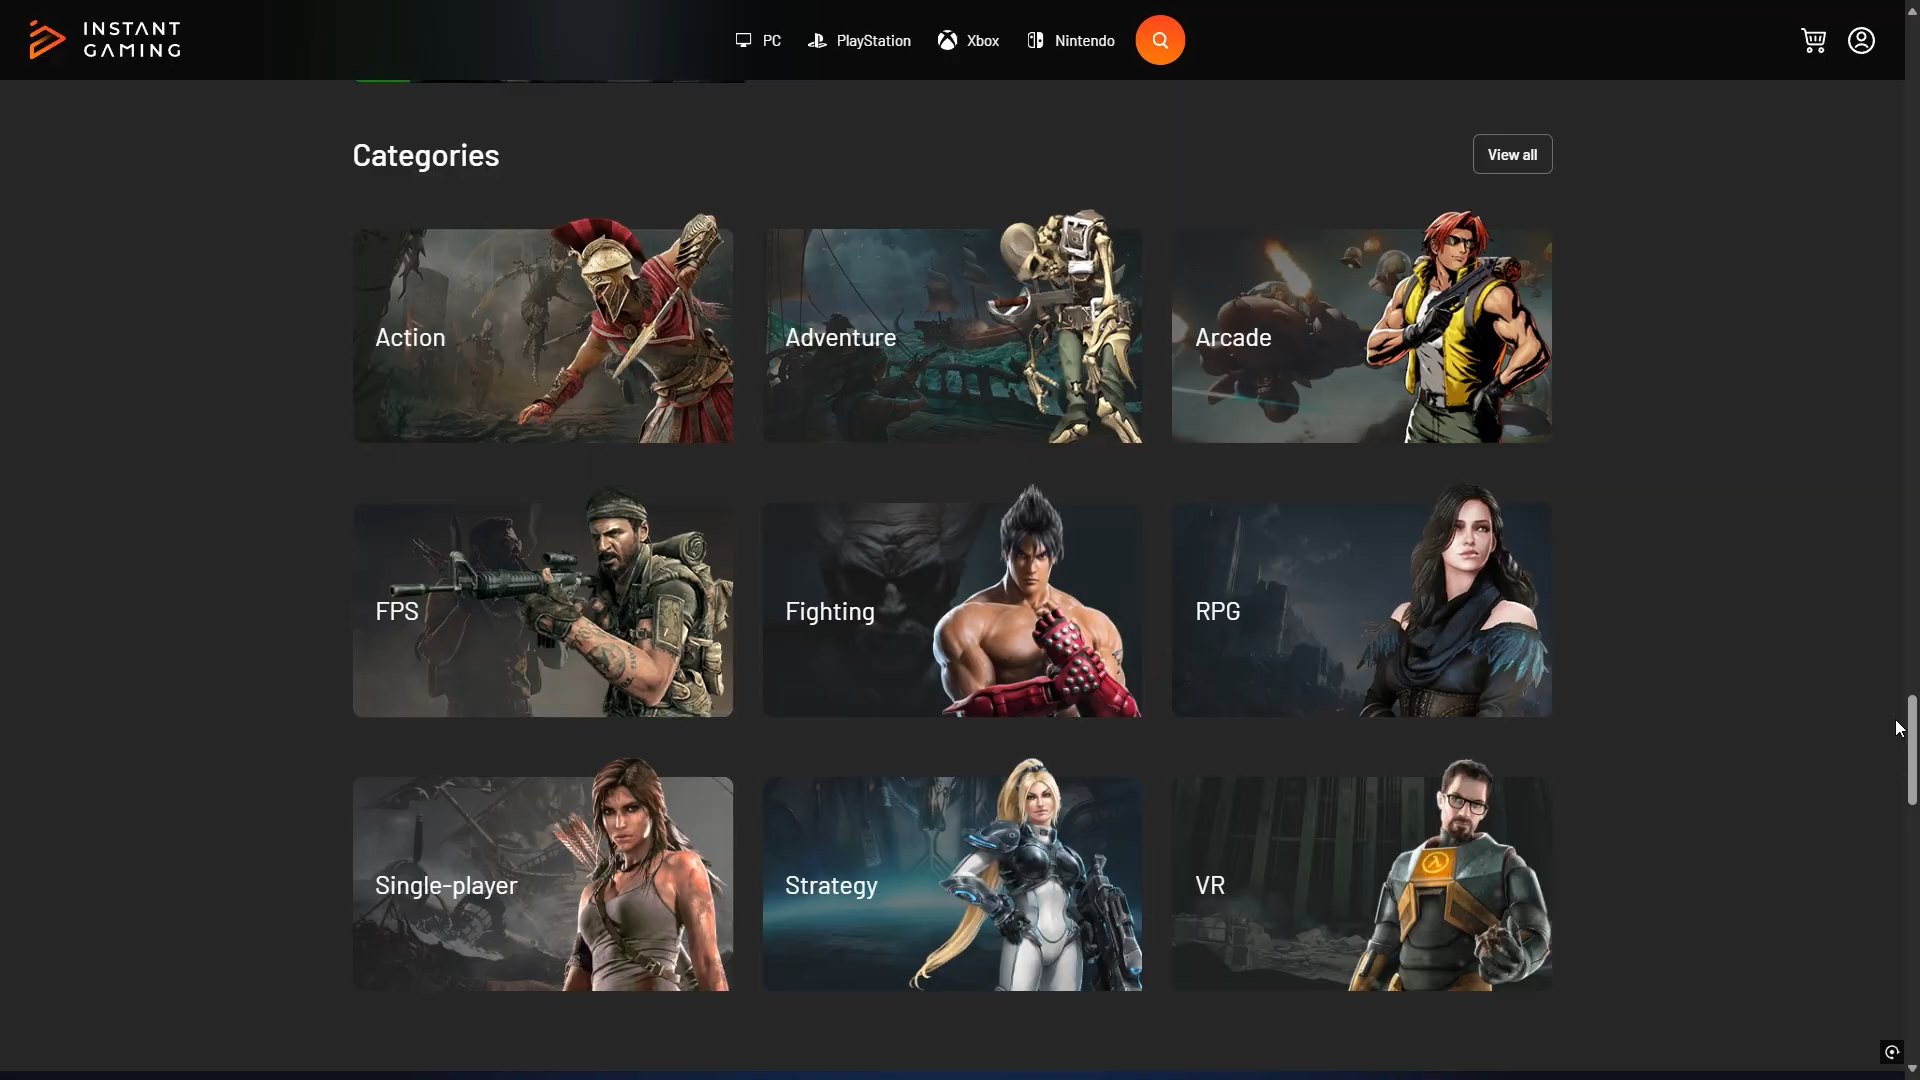 INSTANT
GAMING
PC
PlayStation
Xbox
Nintendo
Categories
View all
Action
Adventure
Arcade
FPS
Fighting
RPG
Single-player
Strategy
VR